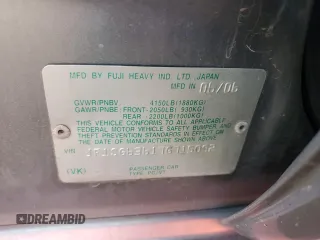 MFD. BY FUJI HEAVY IND. LTD. JAPAN
MFD IN 05/06
GVWR/PNBV 4150LB(1880KG)
GAWR/PNBE: FRONT-2050LB( 930KG)
REAR -2200LB(1000KG)
THIS VEHICLE CONFORMS TO ALL APPLICABLE
FEDERAL MOTOR VEHICLE SAFETY, BUMPER, AND
THEFT PREVENTION STANDARDS IN EFFECT ON THE
DATE OF MANUFACTURE SHOWN ABOVE.
VIN
(VK) PASSENGER CAR